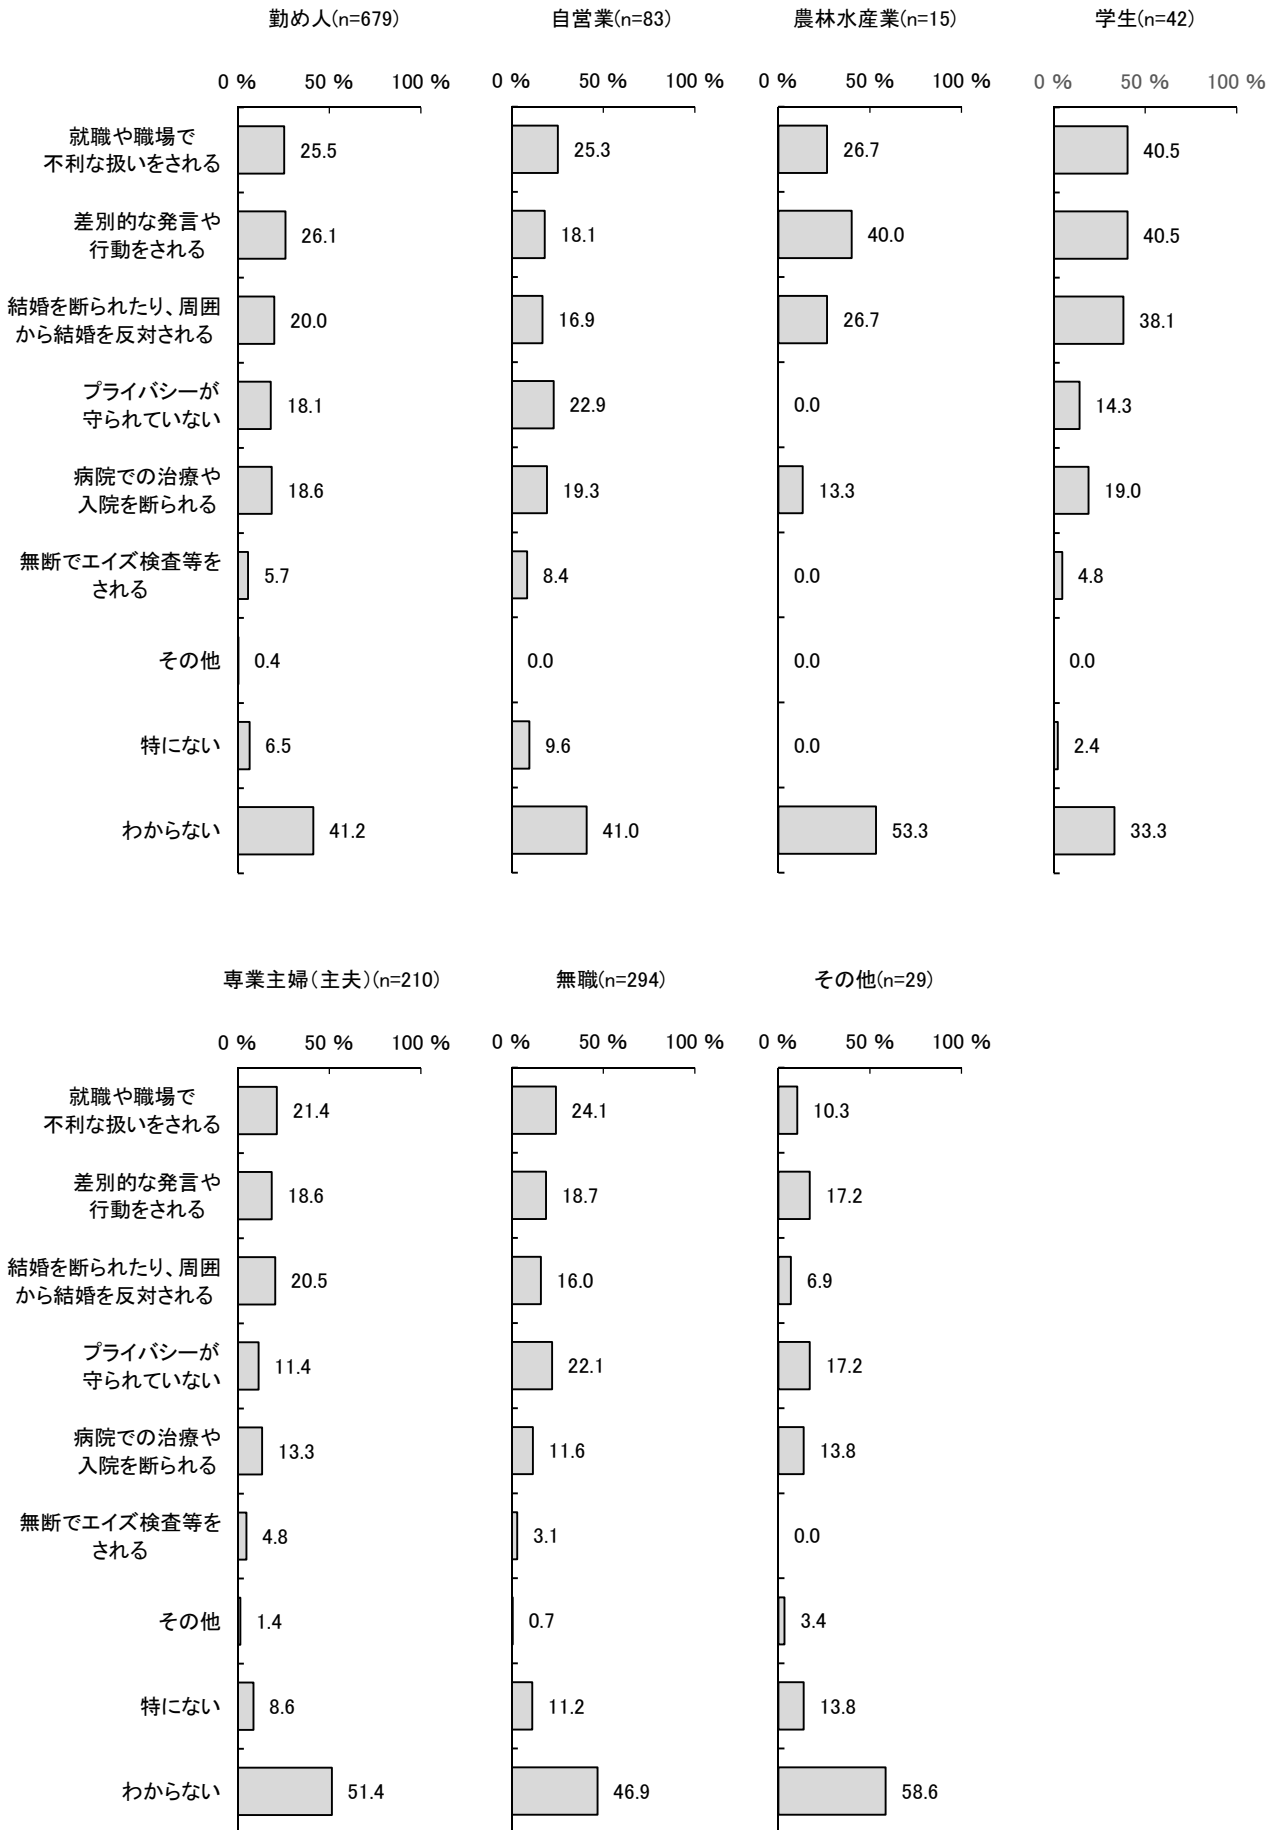 勤め人(n=679) 自営業(n=83) 農林水産業(n=15) 学生(n=42)
0 % 50 % 100 % 0 % 50 % 100 % 0 % 50 % 100 % 0 % 50 % 100 %
就職や職場で
不利な扱いをされる 25.5 25.3 26.7 40.5
差別的な発言や
行動をされる 26.1 18.1 40.0 40.5
結婚を断られたり、周囲
から結婚を反対される 20.0 16.9 26.7 38.1
プライバシーが
守られていない 18.1 22.9 0.0 14.3
病院での治療や
入院を断られる 18.6 19.3 13.3 19.0
無断でエイズ検査等を
される 5.7 8.4 0.0 4.8
その他 0.4 0.0 0.0 0.0
特にない 6.5 9.6 0.0 2.4
わからない 41.2 41.0 53.3 33.3
専業主婦(主夫)(n=210) 無職(n=294) その他(n=29)
0 % 50 % 100 % 0 % 50 % 100 % 0 % 50 % 100 %
就職や職場で
不利な扱いをされる 21.4 24.1 10.3
差別的な発言や
行動をされる 18.6 18.7 17.2
結婚を断られたり、周囲
から結婚を反対される 20.5 16.0 6.9
プライバシーが
守られていない 11.4 22.1 17.2
病院での治療や
入院を断られる 13.3 11.6 13.8
無断でエイズ検査等を
される 4.8 3.1 0.0
その他 1.4 0.7 3.4
特にない 8.6 11.2 13.8
わからない 51.4 46.9 58.6